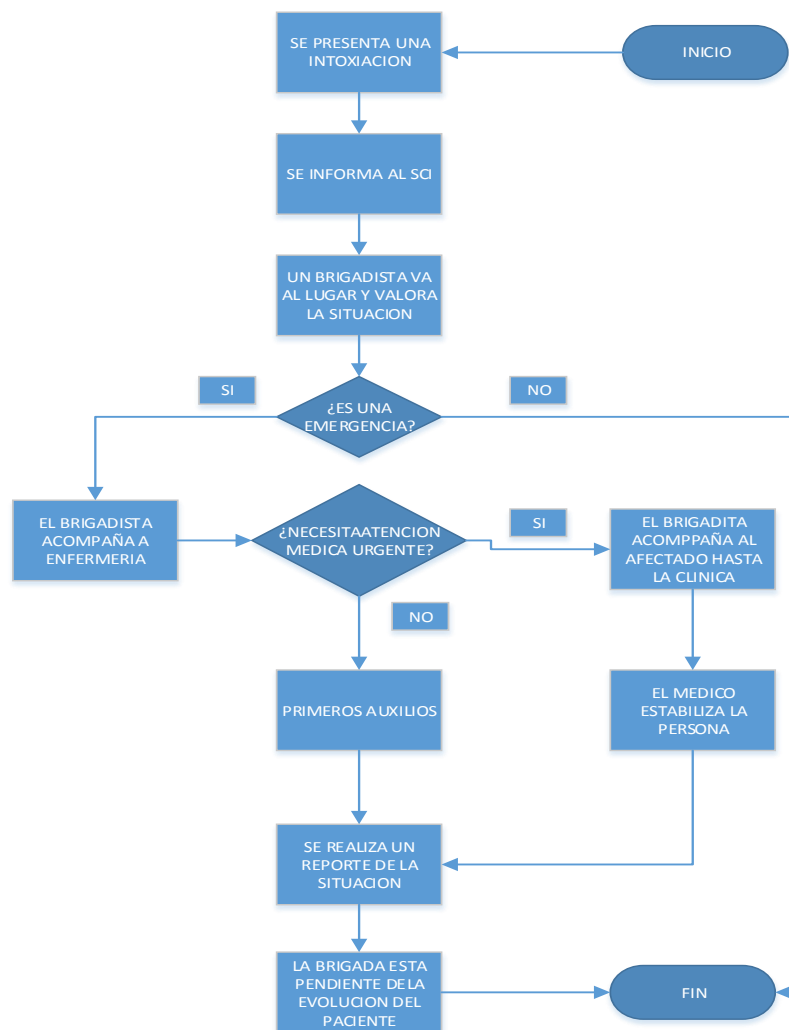 SE PRESENTA UNA
INTOXIACION
INICIO
SE INFORMA AL SCI
UN BRIGADISTA VA
AL LUGAR Y VALORA
LA SITUACION
SI
NO
¿ES UNA
EMERGENCIA?
EL BRIGADISTA
ACOMPAÑA A
ENFERMERIA
¿NECESITAATENCION
MEDICA URGENTE?
SI
EL BRIGADITA
ACOMPPAÑA AL
AFECTADO HASTA
LA CLINICA
NO
PRIMEROS AUXILIOS
EL MEDICO
ESTABILIZA LA
PERSONA
SE REALIZA UN
REPORTE DE LA
SITUACION
LA BRIGADA ESTA
PENDIENTE DELA
EVOLUCION DEL
PACIENTE
FIN